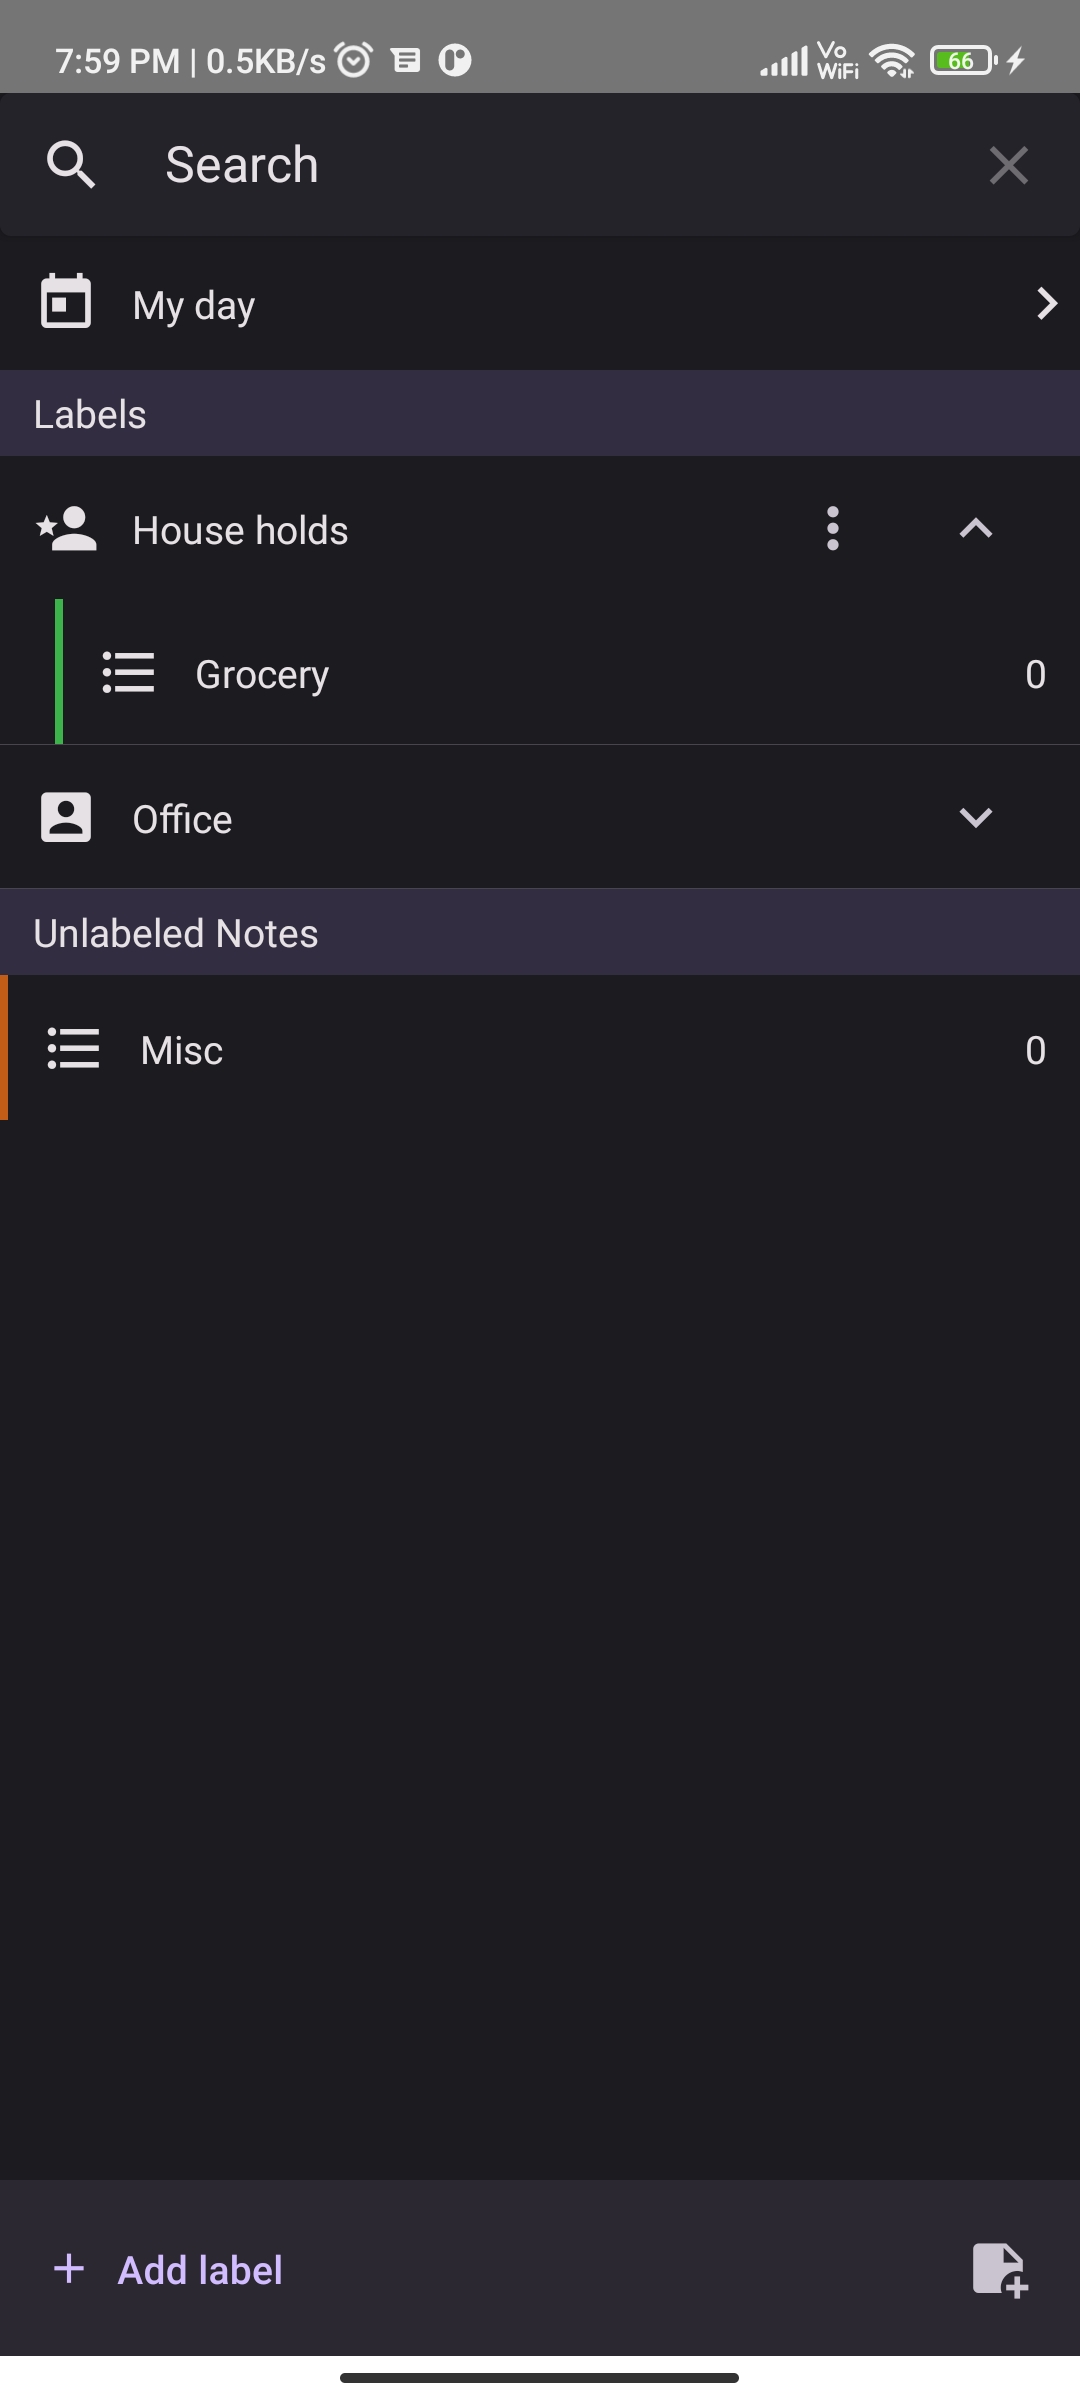 7:59 PM | 0.5KB/s Vo WiFi 66
Search
My day
Labels
House holds
Grocery 0
Office
Unlabeled Notes
Misc 0
Add label